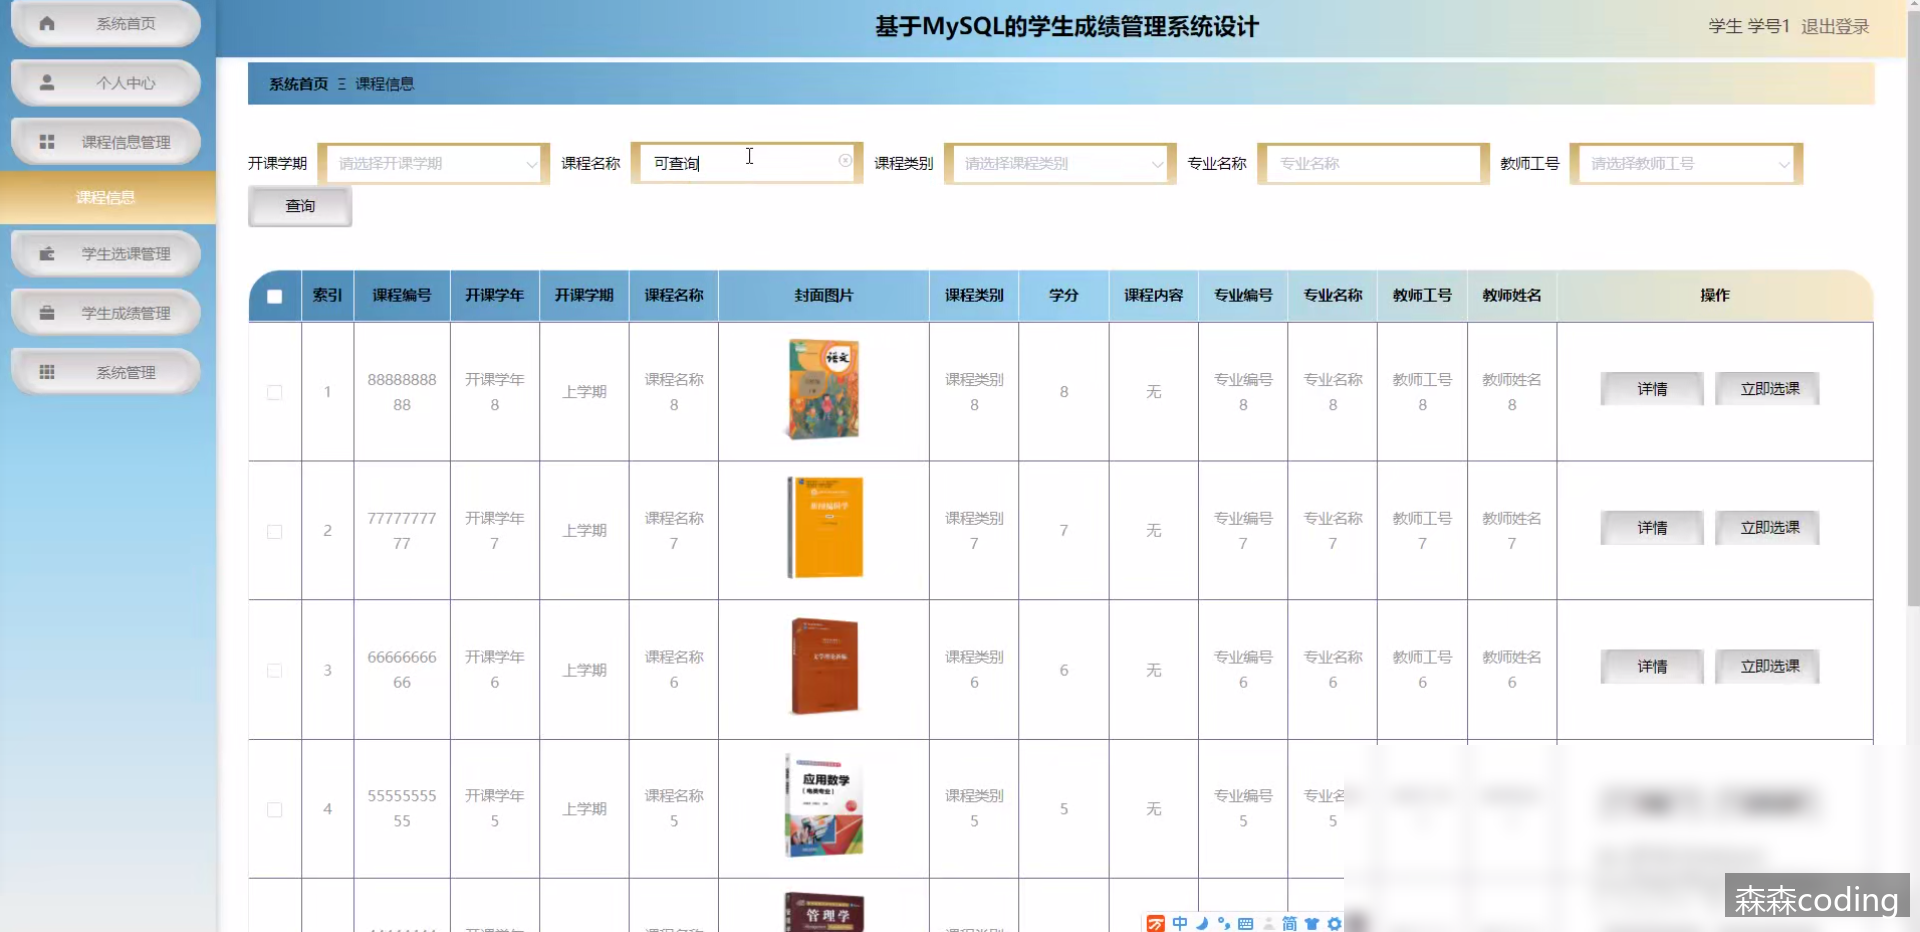 系统首页
个人中心
课程信息管理
课程信息
学生选课管理
学生成绩管理
系统管理
基于MySQL的学生成绩管理系统设计
学生 学号1 退出登录
系统首页 Ξ 课程信息
开课学期 请选择开课学期 课程名称 可查询 课程类别 请选择课程类别 专业名称 专业名称 教师工号 请选择教师工号
查询
索引 课程编号 开课学年 开课学期 课程名称 封面图片 课程类别 学分 课程内容 专业编号 专业名称 教师工号 教师姓名 操作
1 8888888888 开课学年8 上学期 课程名称8 语文 课程类别8 8 无 专业编号8 专业名称8 教师工号8 教师姓名8 详情 立即选课
2 7777777777 开课学年7 上学期 课程名称7 课程类别7 7 无 专业编号7 专业名称7 教师工号7 教师姓名7 详情 立即选课
3 6666666666 开课学年6 上学期 课程名称6 课程类别6 6 无 专业编号6 专业名称6 教师工号6 教师姓名6 详情 立即选课
4 5555555555 开课学年5 上学期 课程名称5 应用数学 课程类别5 5 无 专业编号5 专业名 5
管理学
中 简
森森coding